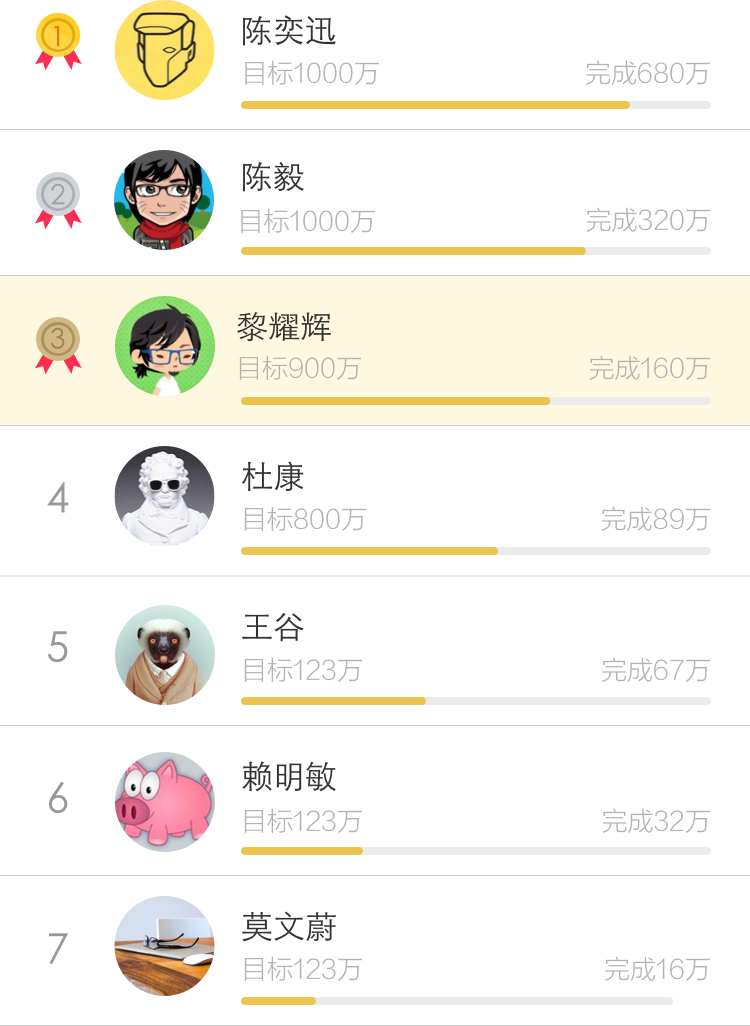 1
陈奕迅
目标1000万 完成680万
2
陈毅
目标1000万 完成320万
3
黎耀辉
目标900万 完成160万
4
杜康
目标800万 完成89万
5
王谷
目标123万 完成67万
6
赖明敏
目标123万 完成32万
7
莫文蔚
目标123万 完成16万